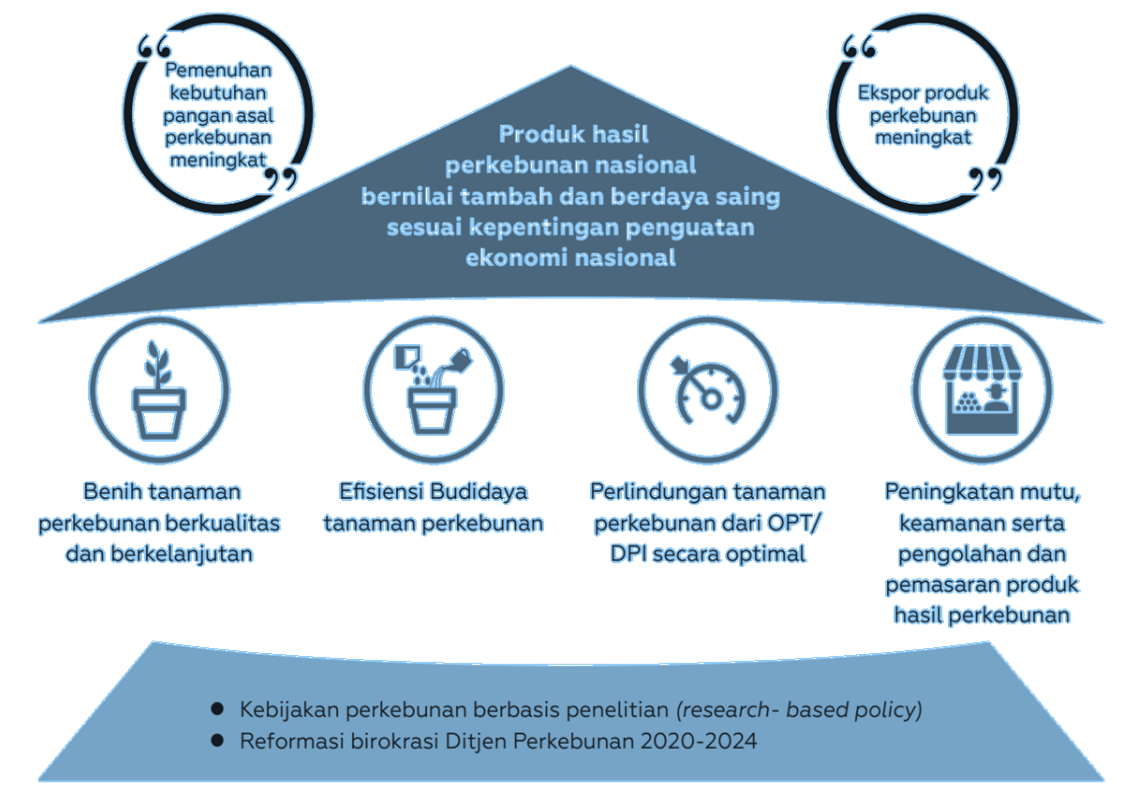 Pemenuhan
kebutuhan
pangan asal
perkebunan
meningkat
Ekspor produk
perkebunan
meningkat
Produk hasil
perkebunan nasional
bernilai tambah dan berdaya saing
sesuai kepentingan penguatan
ekonomi nasional
Benih tanaman
perkebunan berkualitas
dan berkelanjutan
Efisiensi Budidaya
tanaman perkebunan
Perlindungan tanaman
perkebunan dari OPT/
DPI secara optimal
Peningkatan mutu,
keamanan serta
pengolahan dan
pemasaran produk
hasil perkebunan
● Kebijakan perkebunan berbasis penelitian (research- based policy)
● Reformasi birokrasi Ditjen Perkebunan 2020-2024